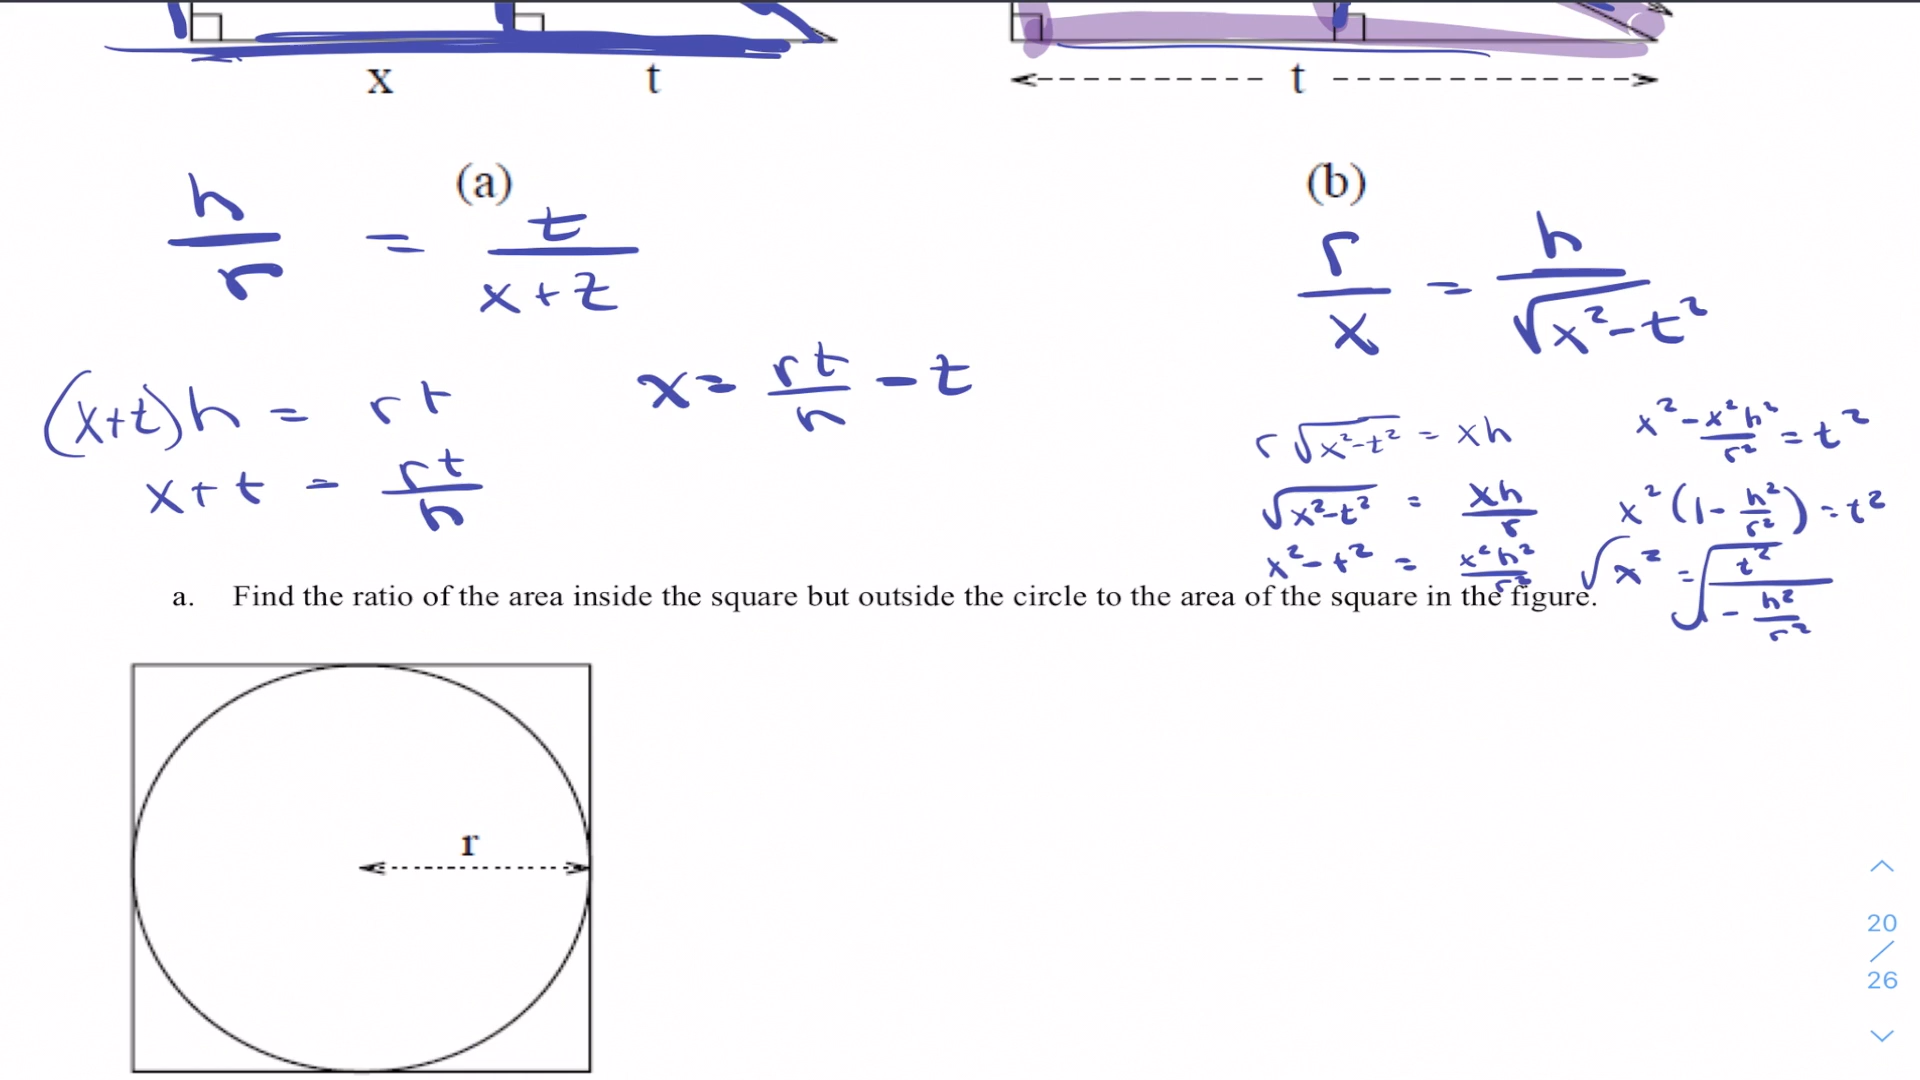 x t
t
(a)
(b)
h/r = t/(x+z)
r/x = h/√(x²-t²)
(x+t)h = rt
x+t = rt/h
x = rt/h - t
r√(x²-t²) = xh
√(x²-t²) = xh/r
x²-t² = x²h²/r²
x² - x²h²/r² = t²
x²(1 - h²/r²) = t²
√x² = √(t²/(- h²/r²))
a. Find the ratio of the area inside the square but outside the circle to the area of the square in the figure.
r
20
/
26